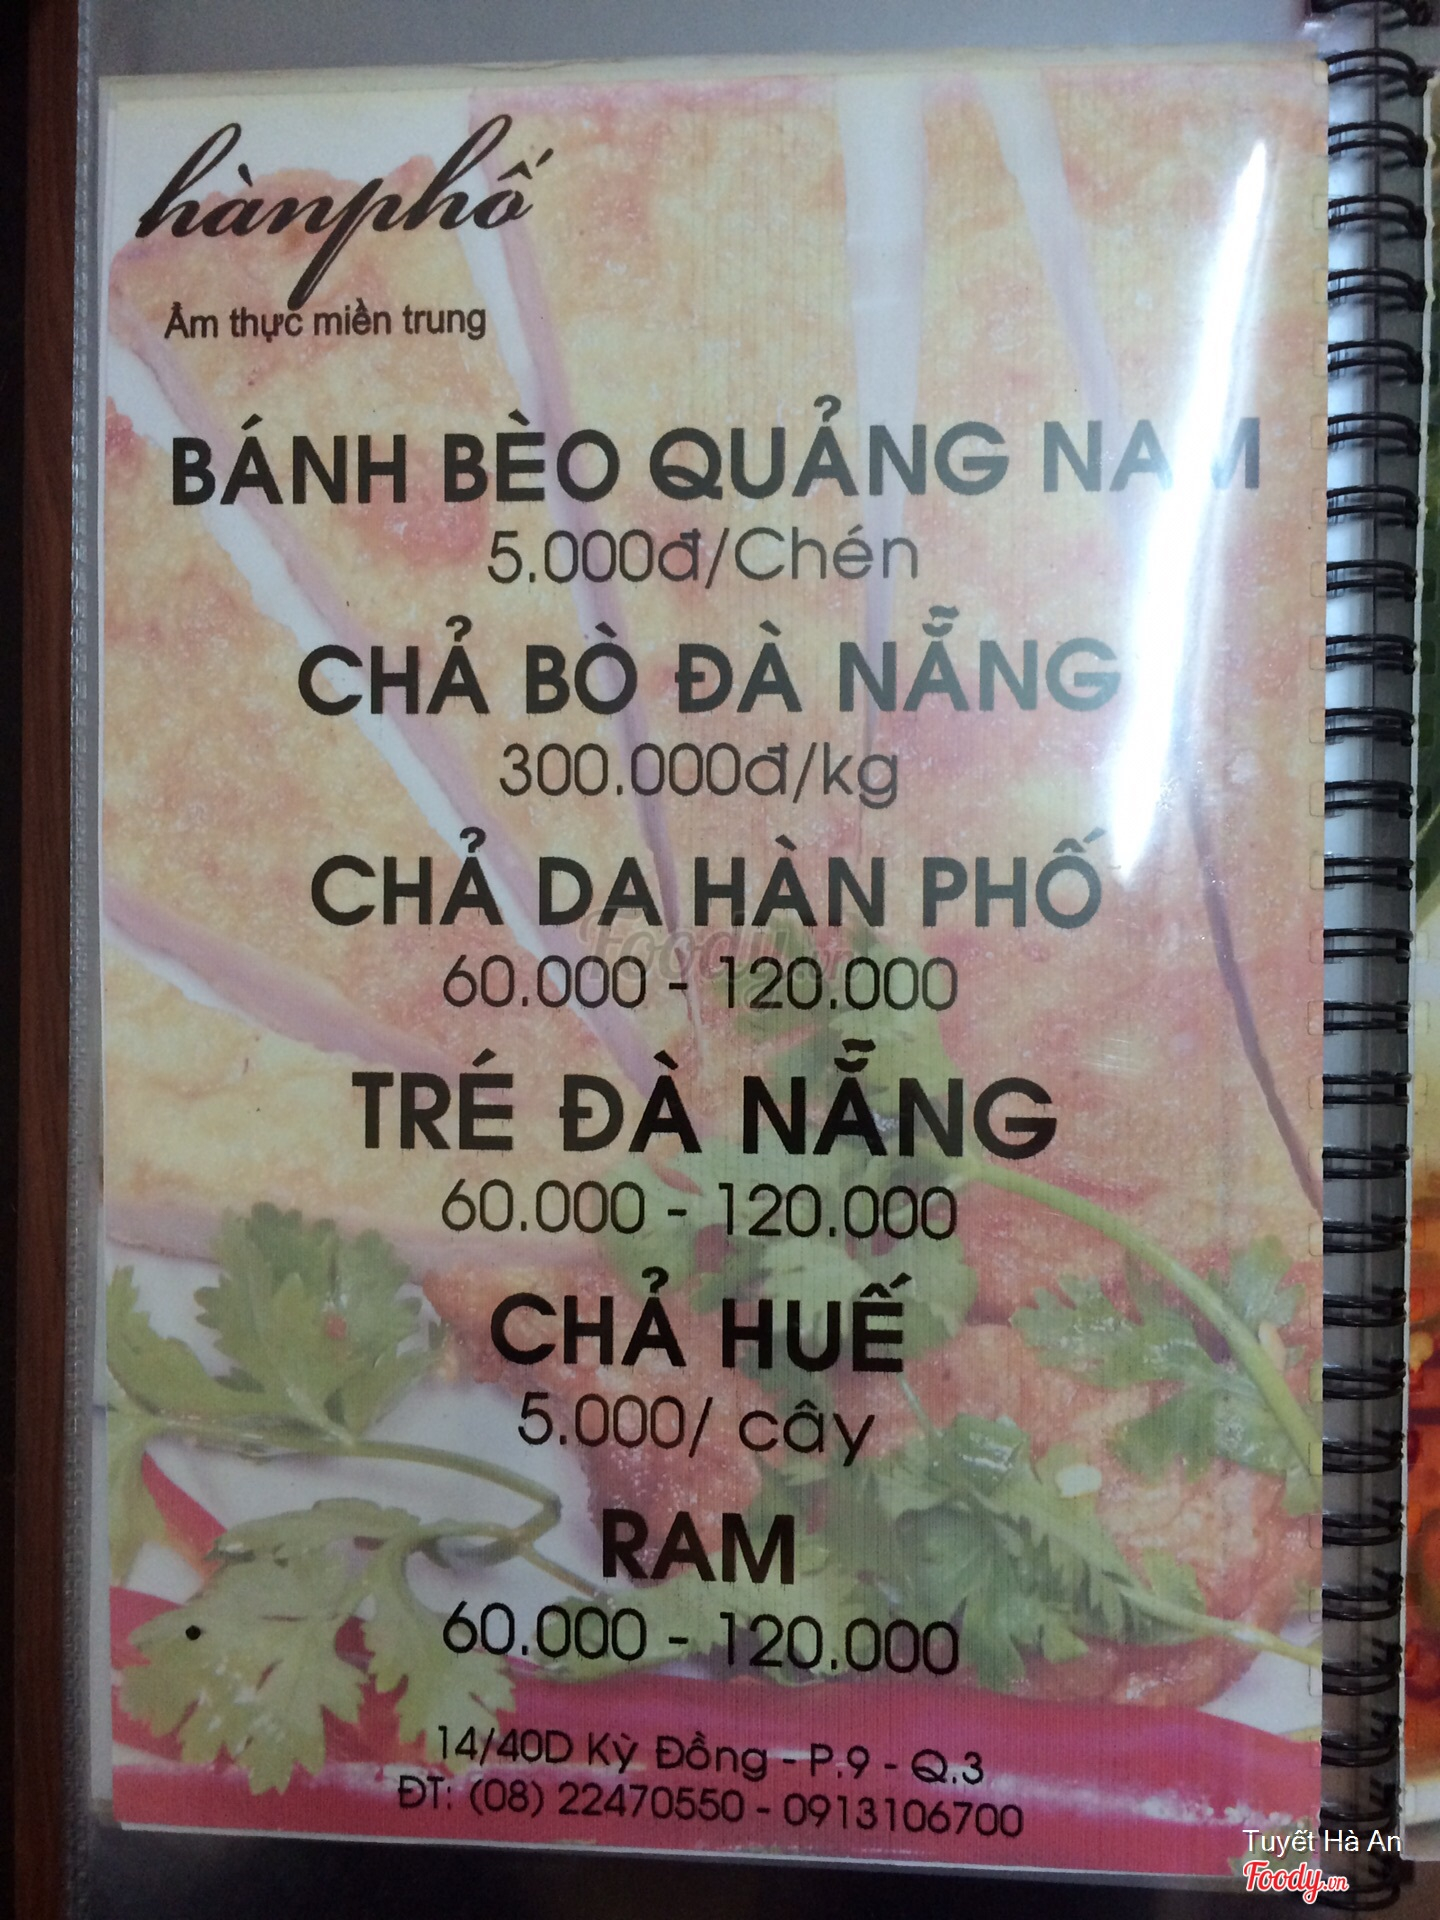 hànphố
Ẩm thực miền trung
BÁNH BÈO QUẢNG NAM
5.000đ/Chén
CHẢ BÒ ĐÀ NẴNG
300.000đ/kg
CHẢ DA HÀN PHỐ
Foody.vn
60.000 - 120.000
TRÉ ĐÀ NẴNG
60.000 - 120.000
CHẢ HUẾ
5.000/ cây
RAM
60.000 - 120.000
14/40D Kỳ Đồng - P.9 - Q.3
ĐT: (08) 22470550 - 0913106700
Tuyết Hà An
Foody.vn